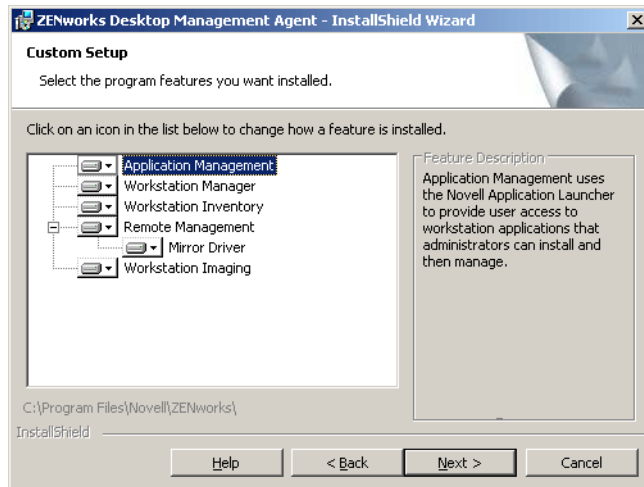 ZENworks Desktop Management Agent - InstallShield Wizard
Custom Setup
Select the program features you want installed.
Click on an icon in the list below to change how a feature is installed.
Application Management
Workstation Manager
Workstation Inventory
Remote Management
Mirror Driver
Workstation Imaging
Feature Description
Application Management uses
the Novell Application Launcher
to provide user access to
workstation applications that
administrators can install and
then manage.
C:\Program Files\Novell\ZENworks\
InstallShield
Help
< Back
Next >
Cancel